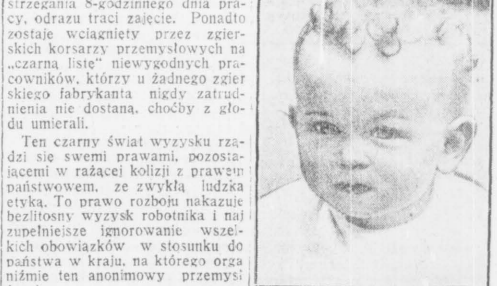 strzegania 8-godzinnego dnia pra-
cy, odrazu traci zajęcie. Ponadto
zostaje wciągnięty przez zgier-
skich korsarzy przemysłowych na
„czarną listę" niewygodnych pra-
cowników, którzy u żadnego zgier
skiego fabrykanta nigdy zatrud-
nienia nie dostaną, choćby z gło-
du umierali.
Ten czarny świat wyzysku rzą-
dzi się swemi prawami, pozosta-
jącemi w rażącej kolizji z prawem
państwowem, ze zwykłą ludzką
etyką. To prawo rozboju nakazuje
bezlitosny wyzysk robotnika i naj
zupełniejsze ignorowanie wszel-
kich obowiązków w stosunku do
państwa w kraju, na którego orga
niźmie ten anonimowy przemysł